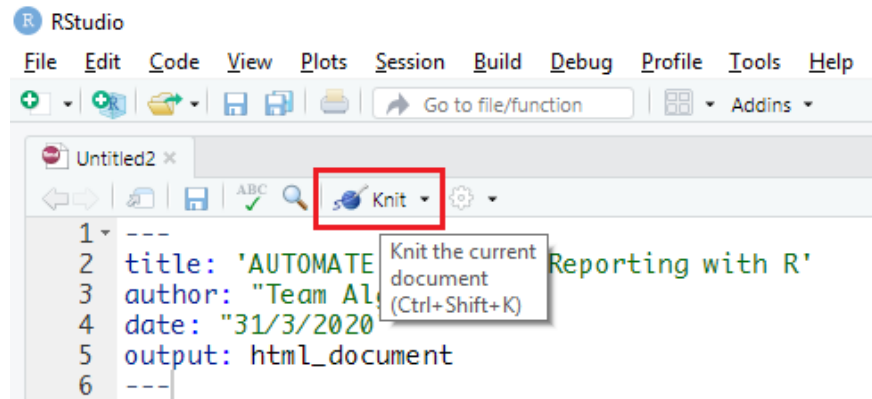 R RStudio
File Edit Code View Plots Session Build Debug Profile Tools Help
Go to file/function Addins
Untitled2
ABC Knit
Knit the current
document
(Ctrl+Shift+K)
1 ---
2 title: 'AUTOMATE Reporting with R'
3 author: "Team Al
4 date: "31/3/2020
5 output: html_document
6 ---